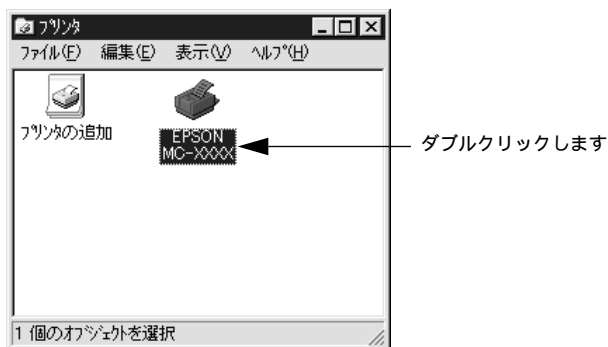 プリンタ
ファイル(F) 編集(E) 表示(V) ヘルプ(H)
プリンタの追加
EPSON
MC-XXXX
ダブルクリックします
1 個のオブジェクトを選択